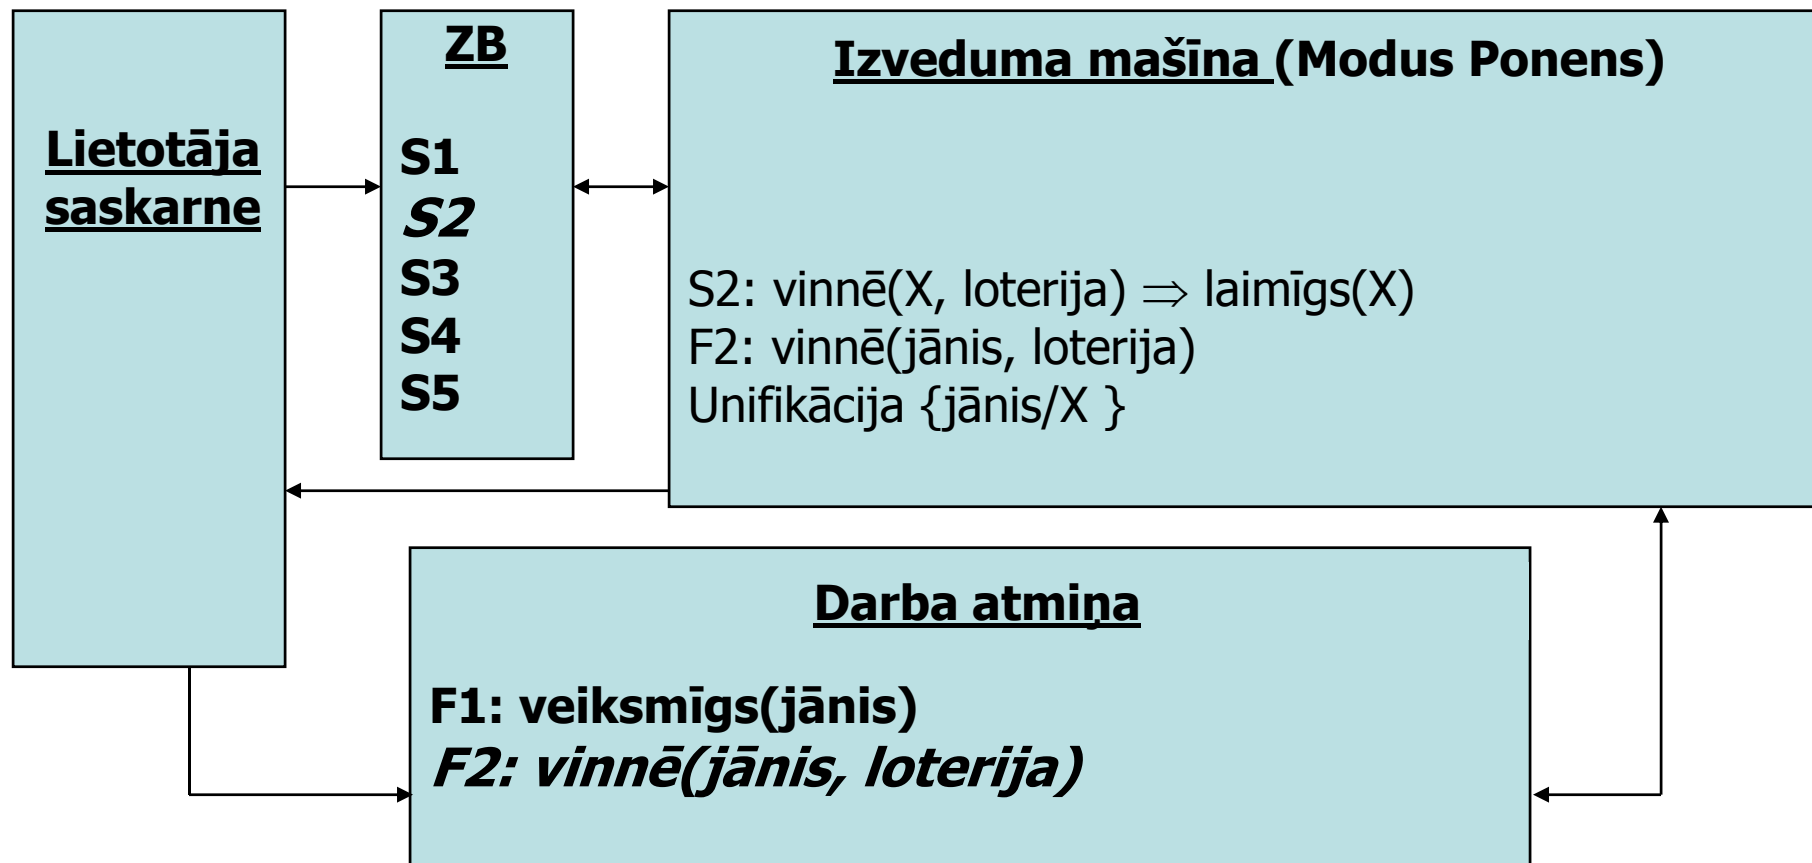 Lietotāja
saskarne
ZB
S1
S2
S3
S4
S5
Izveduma mašīna (Modus Ponens)
S2: vinnē(X, loterija) ⇒ laimīgs(X)
F2: vinnē(jānis, loterija)
Unifikācija {jānis/X }
Darba atmiņa
F1: veiksmīgs(jānis)
F2: vinnē(jānis, loterija)